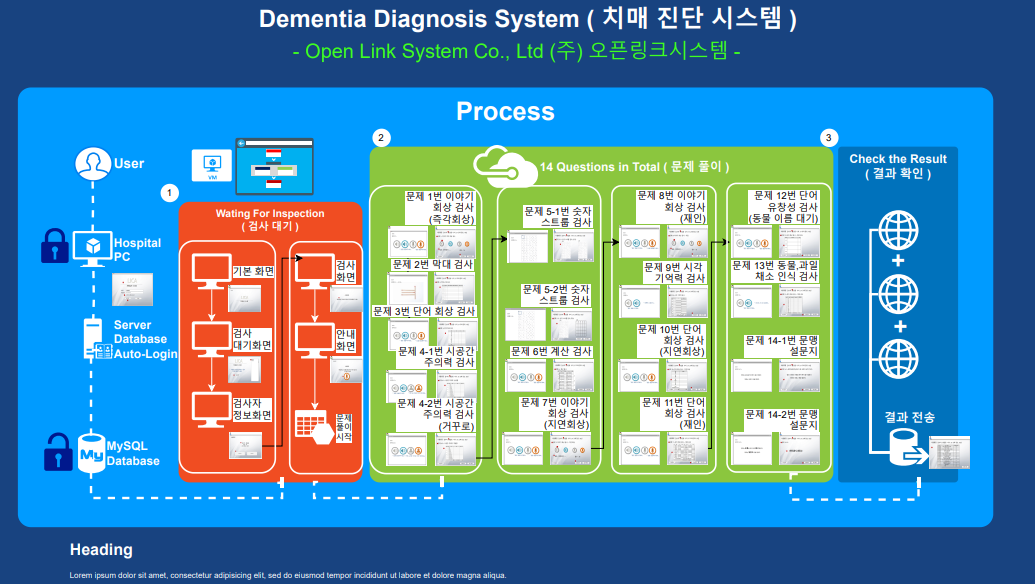 Dementia Diagnosis System ( 치매 진단 시스템 )
- Open Link System Co., Ltd (주) 오픈링크시스템 -
Process
User
Hospital
PC
Server
Database
Auto-Login
MySQL
Database
My
VM
1
Wating For Inspection
( 검사 대기 )
기본 화면
검사
대기화면
검사자
정보화면
검사
화면
안내
화면
문제
풀이
시작
2
14 Questions in Total ( 문제 풀이 )
문제 1번 이야기
회상 검사
(즉각회상)
문제 2번 막대 검사
문제 3번 단어 회상 검사
문제 4-1번 시공간
주의력 검사
문제 4-2번 시공간
주의력 검사
(거꾸로)
문제 5-1번 숫자
스트룹 검사
문제 5-2번 숫자
스트룹 검사
문제 6번 계산 검사
문제 7번 이야기
회상 검사
(지연회상)
문제 8번 이야기
회상 검사
(재인)
문제 9번 시각
기억력 검사
문제 10번 단어
회상 검사
(지연회상)
문제 11번 단어
회상 검사
(재인)
문제 12번 단어
유창성 검사
(동물 이름 대기)
문제 13번 동물,과일
채소 인식 검사
문제 14-1번 문맹
설문지
문제 14-2번 문맹
설문지
3
Check the Result
( 결과 확인 )
+
+
결과 전송
Heading
Lorem ipsum dolor sit amet, consectetur adipisicing elit, sed do eiusmod tempor incididunt ut labore et dolore magna aliqua.